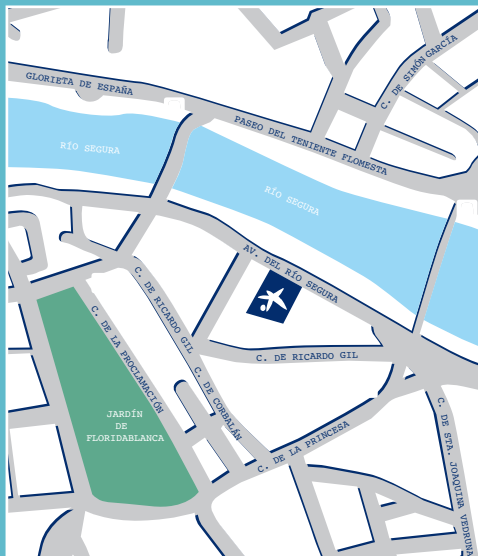 C. DE SIMÓN GARCÍA
GLORIETA DE ESPAÑA
PASEO DEL TENIENTE FLOMESTA
RÍO SEGURA
RÍO SEGURA
AV. DEL RÍO SEGURA
C. DE RICARDO GIL
C. DE LA PROCLAMACIÓN
C. DE RICARDO GIL
C. DE CORBALÁN
JARDÍN
DE
FLORIDABLANCA
C. DE LA PRINCESA
C. DE STA. JOAQUINA VEDRUNA